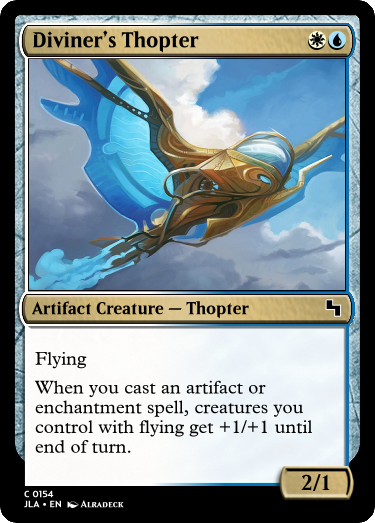 Diviner's Thopter
Artifact Creature — Thopter
Flying
When you cast an artifact or
enchantment spell, creatures you
control with flying get +1/+1 until
end of turn.
2/1
C 0154
JLA • EN Alradeck